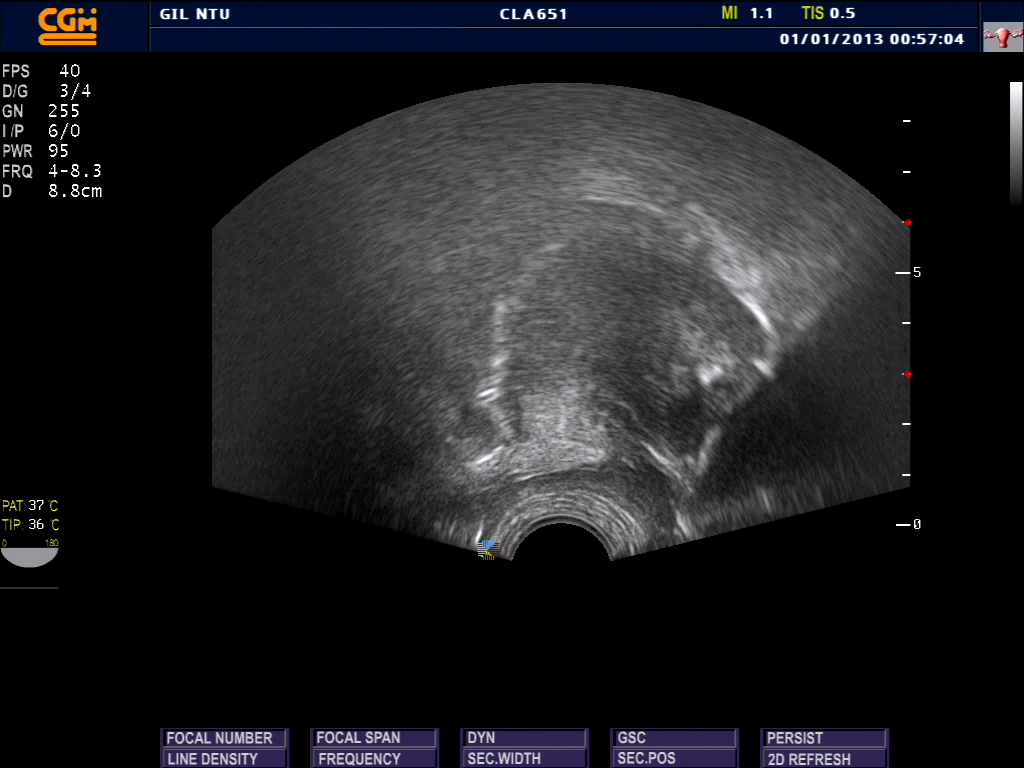 CGM
GIL NTU CLA651 MI 1.1 TIS 0.5
01/01/2013 00:57:04
FPS 40
D/G 3/4
GN 255
I/P 6/0
PWR 95
FRQ 4-8.3
D 8.8cm
5
PAT: 37 °C
TIP: 36 °C
0 180
0
FOCAL NUMBER FOCAL SPAN DYN GSC PERSIST
LINE DENSITY FREQUENCY SEC.WIDTH SEC.POS 2D REFRESH